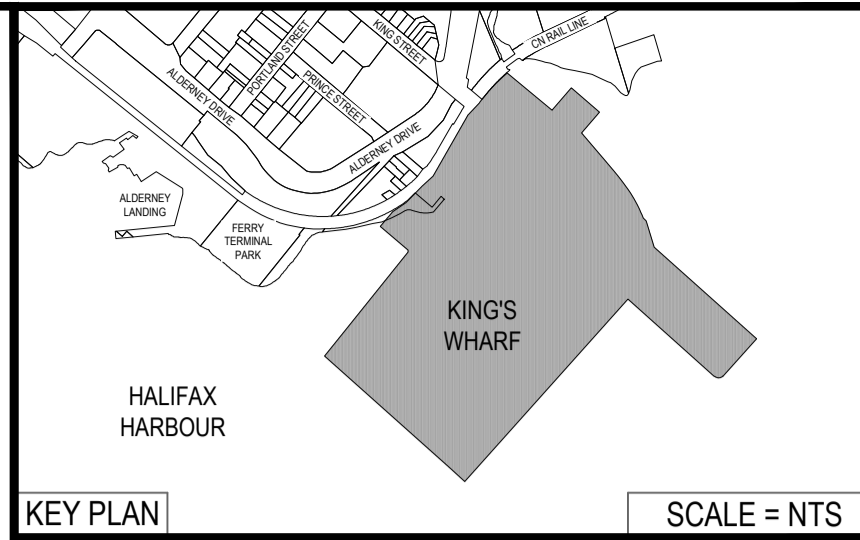 KING STREET
CN RAIL LINE
PORTLAND STREET
ALDERNEY DRIVE
PRINCE STREET
ALDERNEY DRIVE
ALDERNEY
LANDING
FERRY
TERMINAL
PARK
KING'S
WHARF
HALIFAX
HARBOUR
KEY PLAN
SCALE = NTS